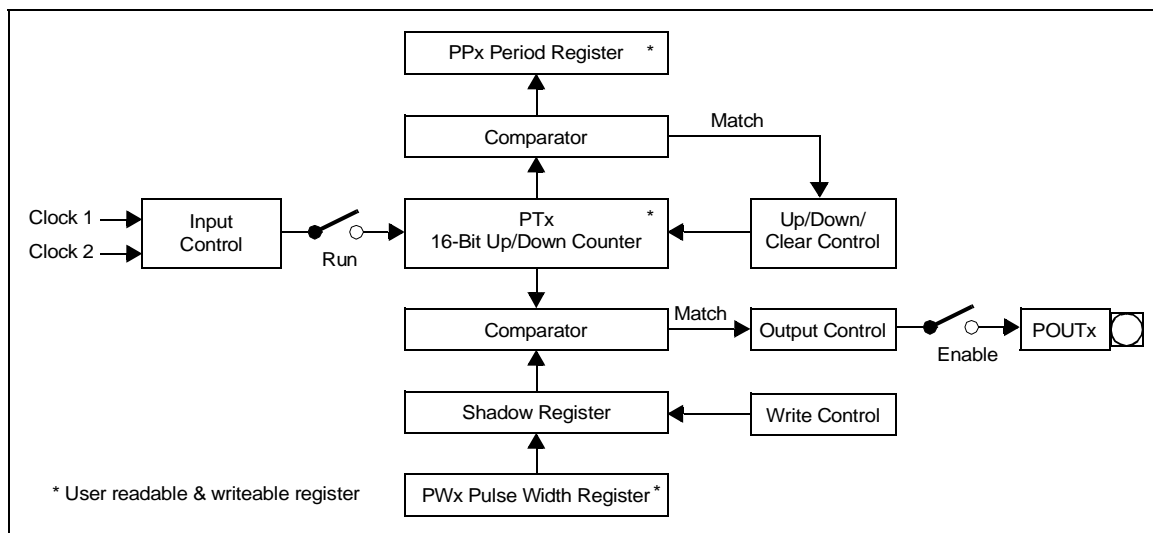 PPx Period Register *
Comparator
Match
Clock 1
Clock 2
Input
Control
Run
PTx *
16-Bit Up/Down Counter
Up/Down/
Clear Control
Comparator
Match
Output Control
Enable
POUTx
Shadow Register
Write Control
PWx Pulse Width Register *
* User readable & writeable register